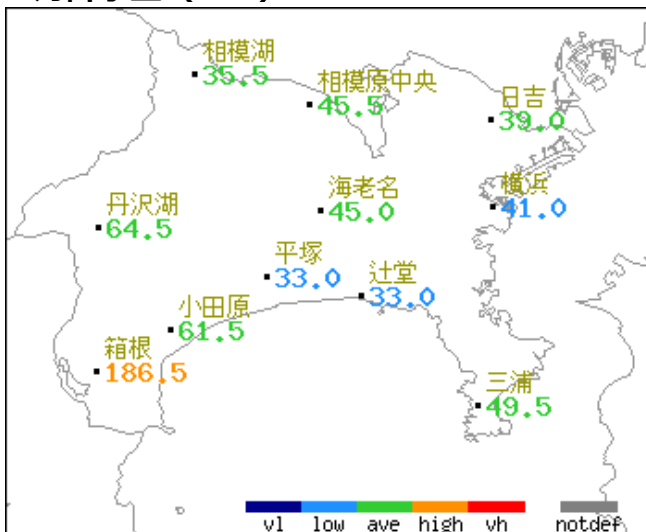 相模湖
35.5
相模原中央
45.5
日吉
39.0
丹沢湖
64.5
海老名
45.0
横浜
41.0
平塚
33.0
辻堂
33.0
小田原
61.5
箱根
186.5
三浦
49.5
vl low ave high vh notdef